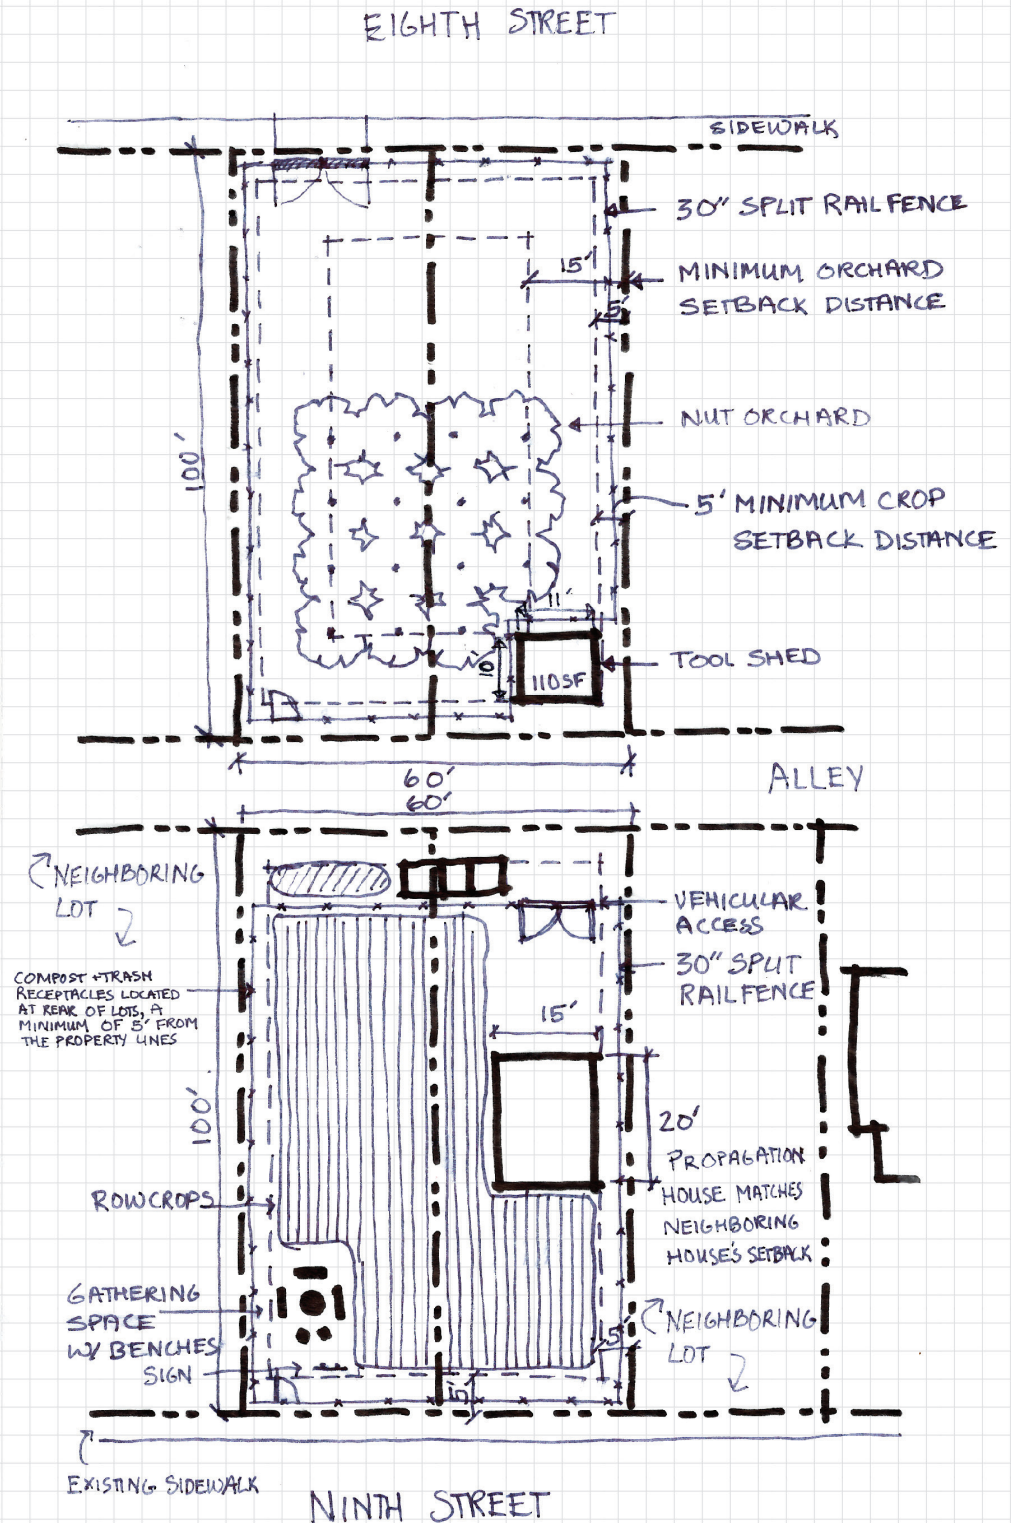 EIGHTH STREET
SIDEWALK
30" SPLIT RAIL FENCE
15'
MINIMUM ORCHARD
SETBACK DISTANCE
5'
NUT ORCHARD
100'
5' MINIMUM CROP
SETBACK DISTANCE
11'
TOOL SHED
10'
110SF
60'
ALLEY
60'
NEIGHBORING
LOT
VEHICULAR
ACCESS
30" SPLIT
RAIL FENCE
COMPOST + TRASH
RECEPTACLES LOCATED
AT REAR OF LOTS, A
MINIMUM OF 5' FROM
THE PROPERTY LINES
15'
100'
20'
PROPAGATION
HOUSE MATCHES
NEIGHBORING
HOUSE'S SETBACK
ROWCROPS
GATHERING
SPACE
W/ BENCHES
SIGN
5'
NEIGHBORING
LOT
5'
EXISTING SIDEWALK
NINTH STREET